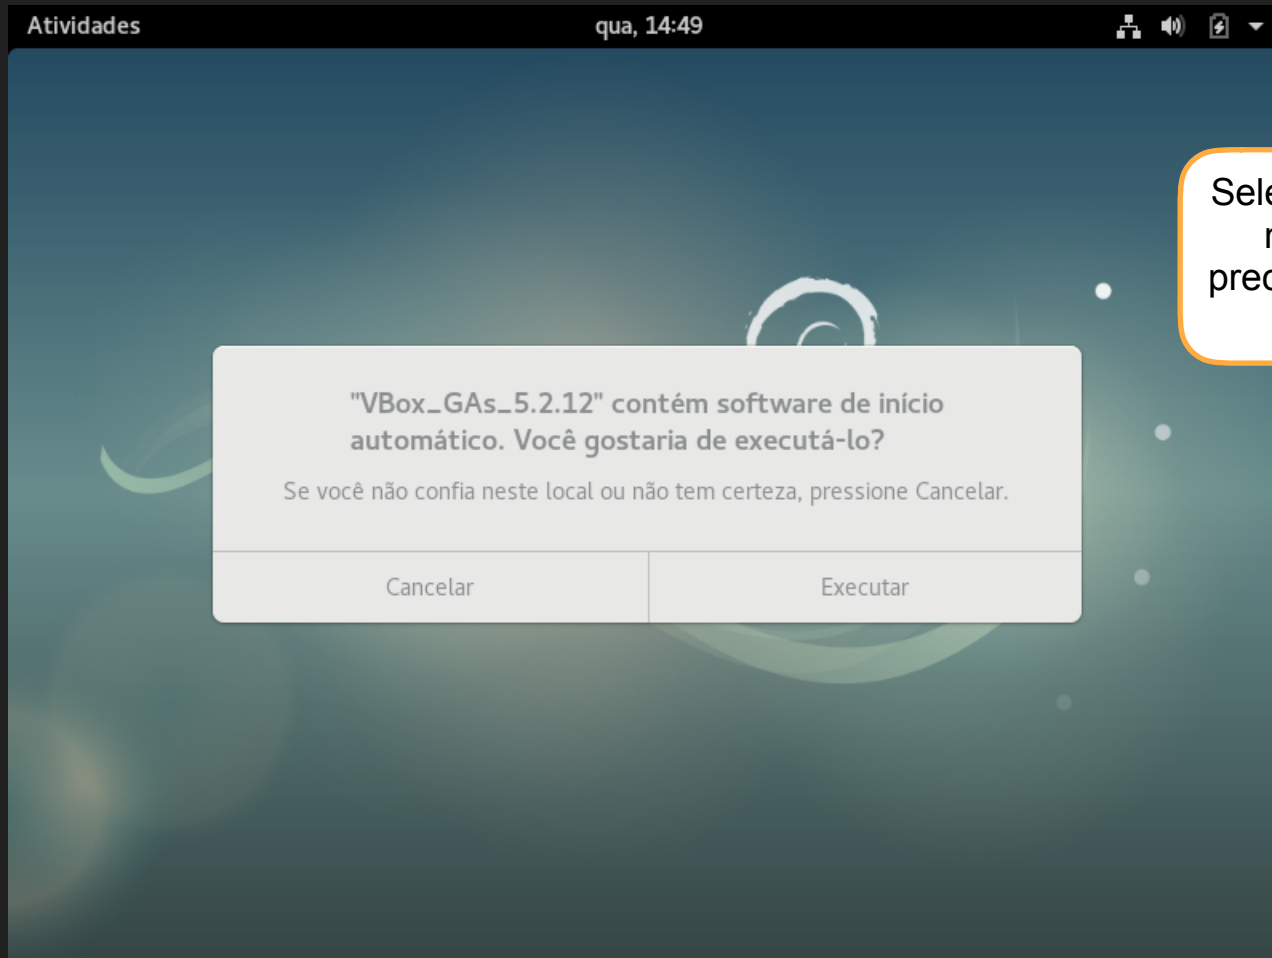 Atividades
qua, 14:49
"VBox_GAs_5.2.12" contém software de início
automático. Você gostaria de executá-lo?
Se você não confia neste local ou não tem certeza, pressione Cancelar.
Cancelar
Executar